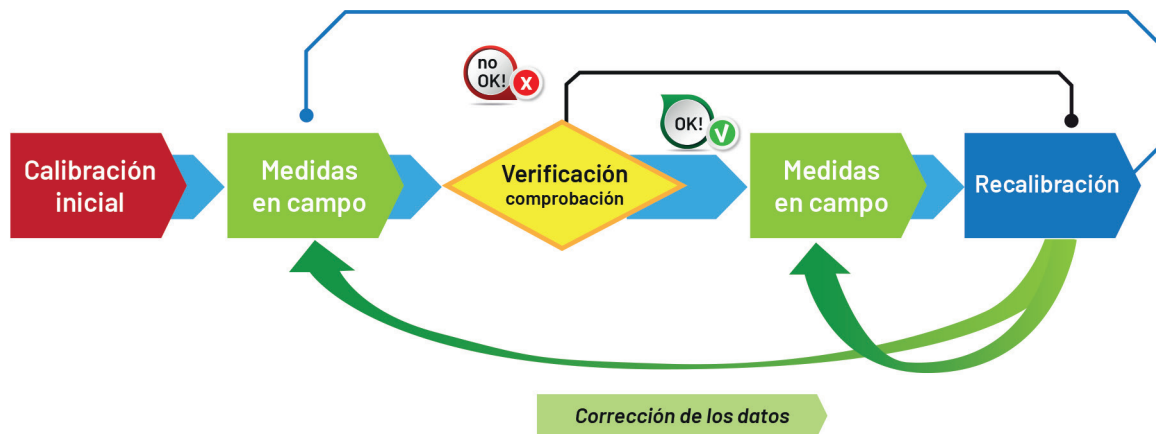 no
OK!
X
OK!
Calibración
inicial
Medidas
en campo
Verificación
comprobación
Medidas
en campo
Recalibración
Corrección de los datos